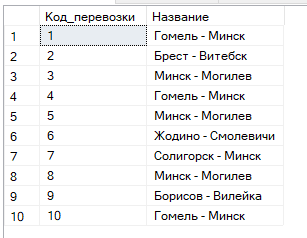 Код_перевозки Название
1 1 Гомель - Минск
2 2 Брест - Витебск
3 3 Минск - Могилев
4 4 Гомель - Минск
5 5 Минск - Могилев
6 6 Жодино - Смолевичи
7 7 Солигорск - Минск
8 8 Минск - Могилев
9 9 Борисов - Вилейка
10 10 Гомель - Минск